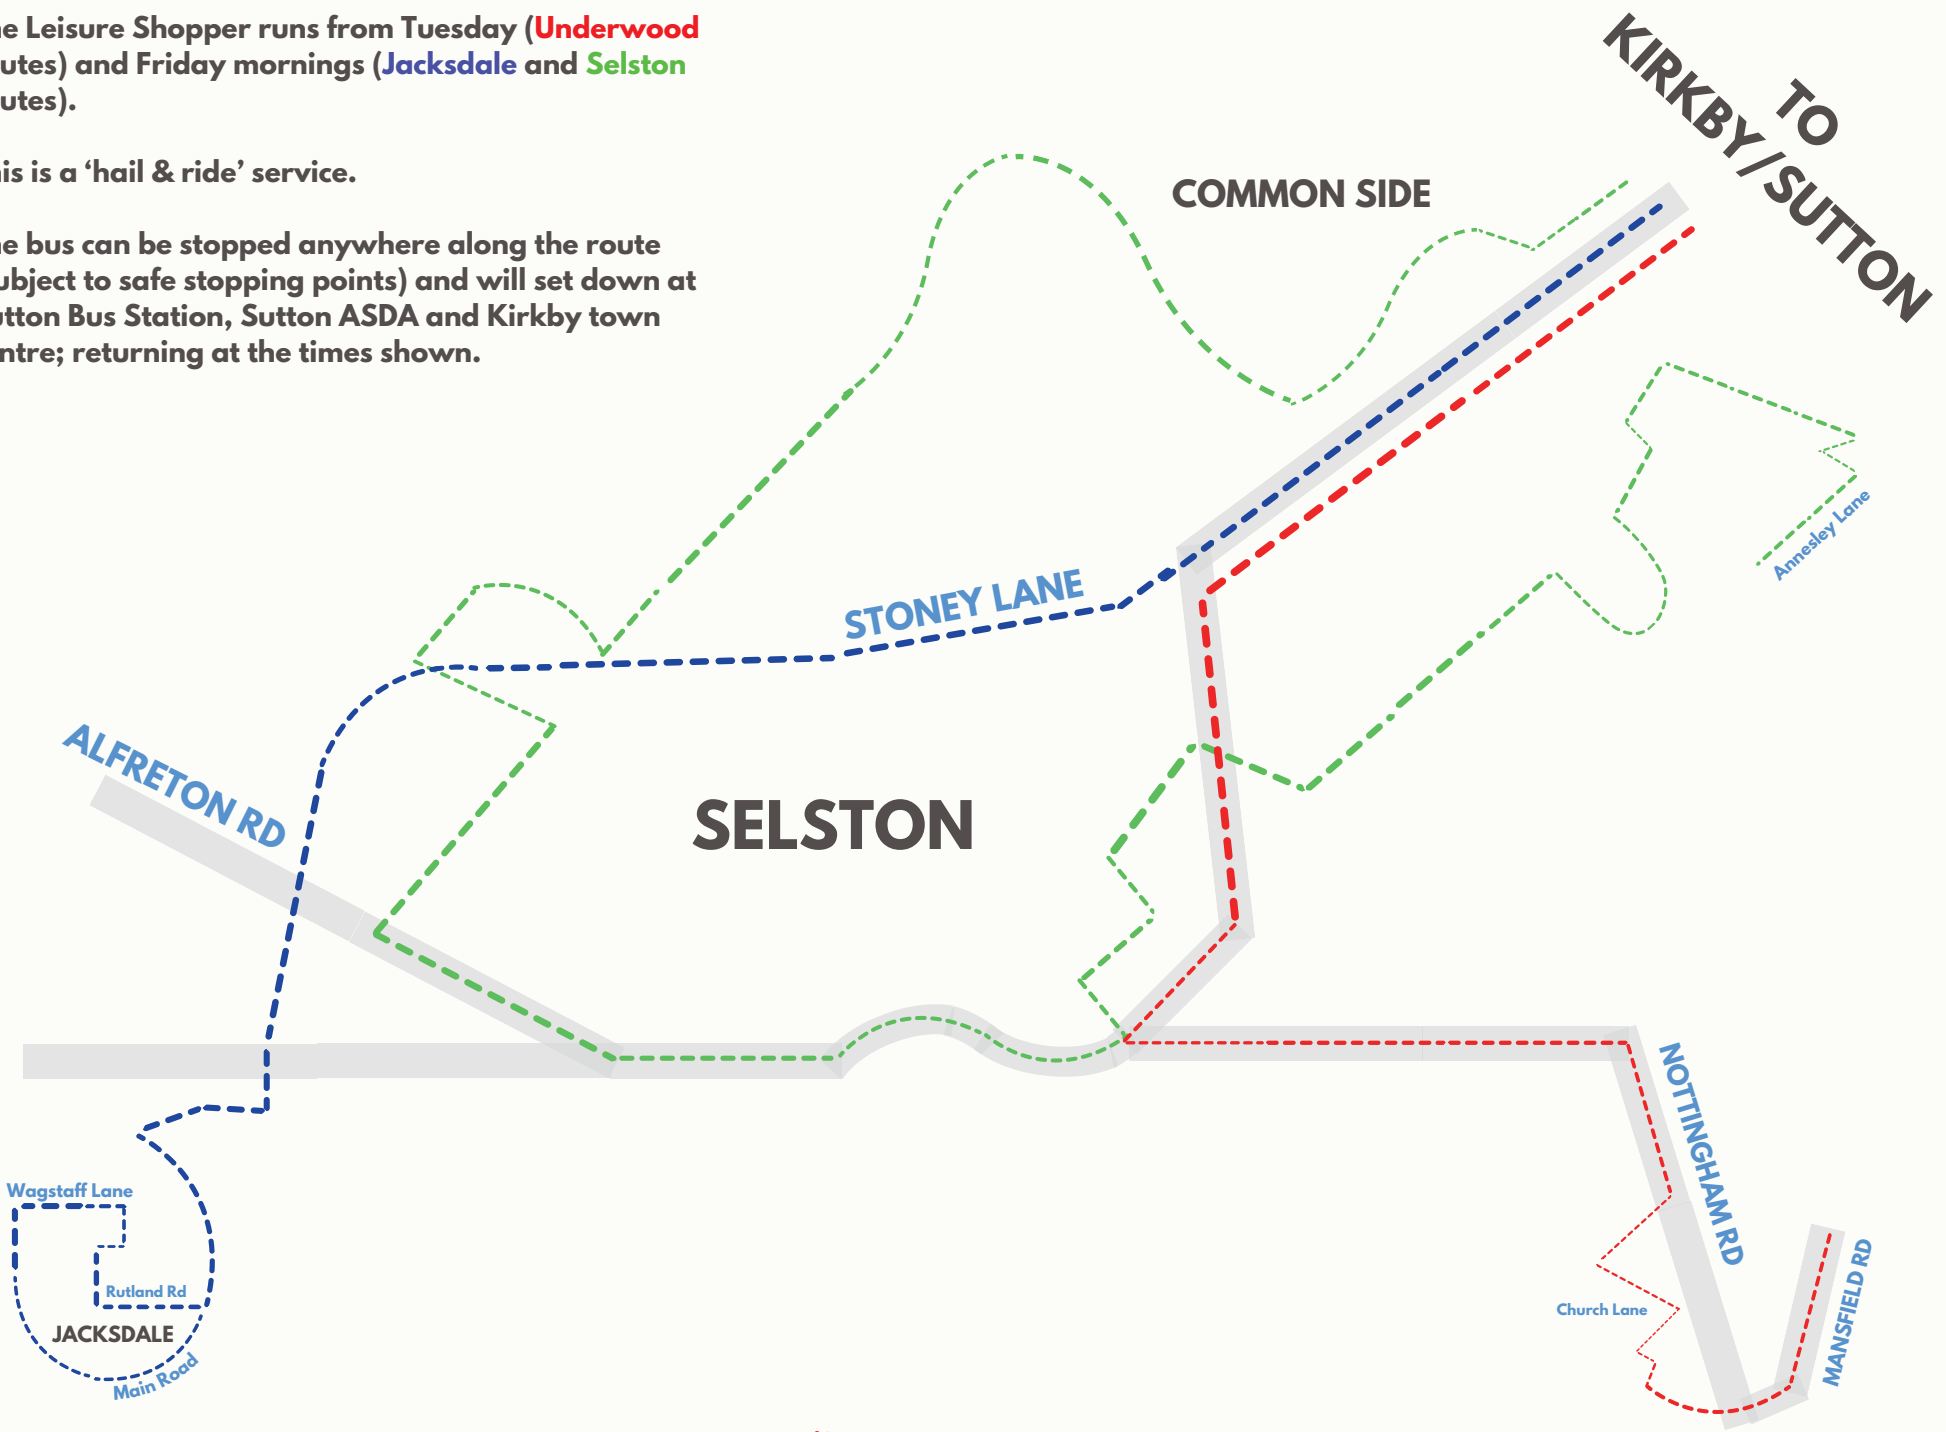 e Leisure Shopper runs from Tuesday (Underwood
utes) and Friday mornings (Jacksdale and Selston
utes).
is is a ‘hail & ride’ service.
e bus can be stopped anywhere along the route
ubject to safe stopping points) and will set down at
utton Bus Station, Sutton ASDA and Kirkby town
ntre; returning at the times shown.
TO
KIRKBY/SUTTON
COMMON SIDE
Annesley Lane
STONEY LANE
ALFRETON RD
SELSTON
NOTTINGHAM RD
Wagstaff Lane
Rutland Rd
JACKSDALE
Main Road
Church Lane
MANSFIELD RD